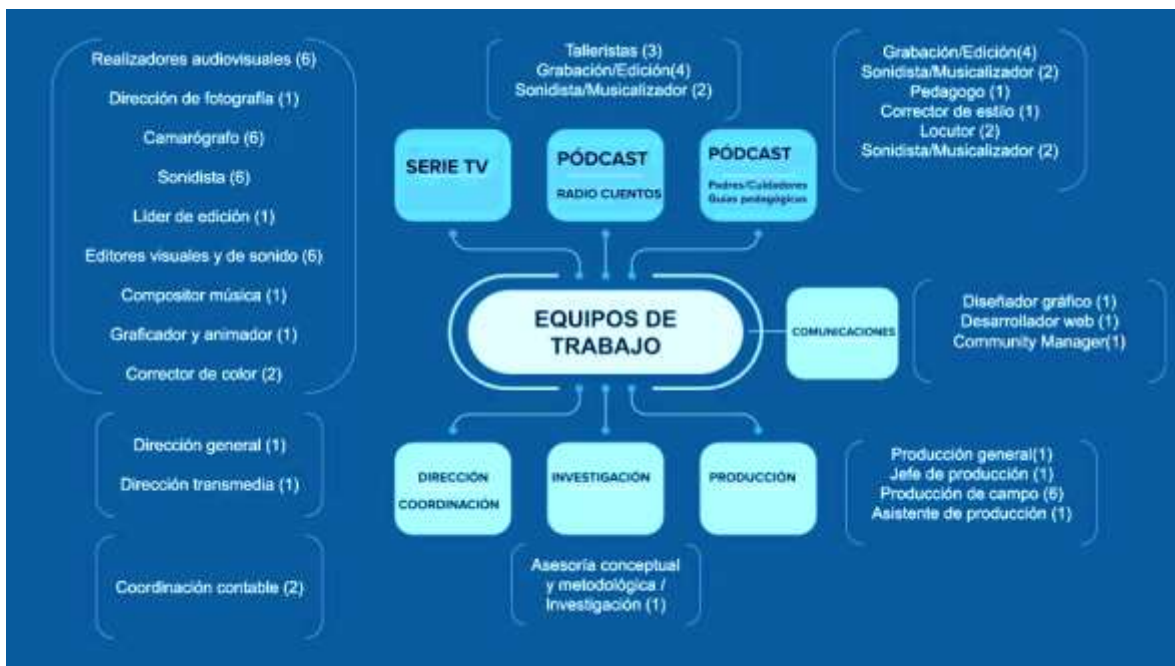 Realizadores audiovisuales (6)
Dirección de fotografía (1)
Camarógrafo (6)
Sonidista (6)
Líder de edición (1)
Editores visuales y de sonido (6)
Compositor música (1)
Graficador y animador (1)
Corrector de color (2)
Talleristas (3)
Grabación/Edición(4)
Sonidista/Musicalizador (2)
Grabación/Edición(4)
Sonidista/Musicalizador (2)
Pedagogo (1)
Corrector de estilo (1)
Locutor (2)
Sonidista/Musicalizador (2)
SERIE TV
PÓDCAST
RADIO CUENTOS
PÓDCAST
Padres/Cuidadores
Guías pedagógicas
EQUIPOS DE
TRABAJO
COMUNICACIONES
Diseñador gráfico (1)
Desarrollador web (1)
Community Manager(1)
Dirección general (1)
Dirección transmedia (1)
DIRECCIÓN
COORDINACIÓN
INVESTIGACIÓN
PRODUCCIÓN
Producción general(1)
Jefe de producción (1)
Producción de campo (6)
Asistente de producción (1)
Coordinación contable (2)
Asesoría conceptual
y metodológica /
Investigación (1)